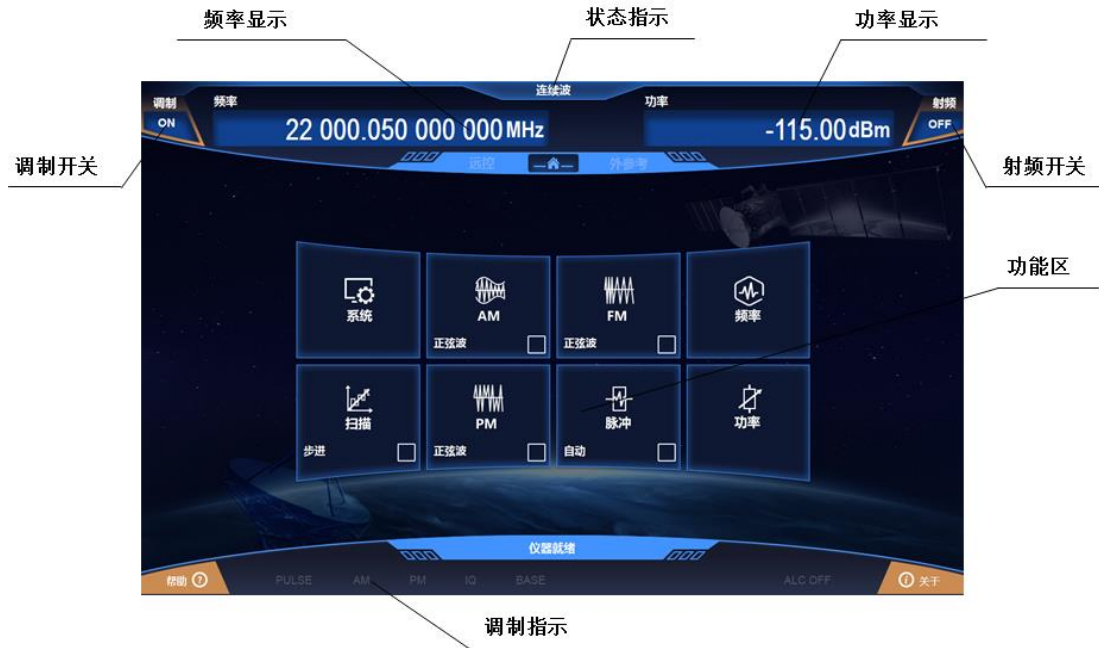 频率显示
状态指示
功率显示
连续波
调制
频率
功率
射频
ON
22 000.050 000 000 MHz
-115.00 dBm
OFF
远控
外参考
调制开关
射频开关
功能区
系统
AM
正弦波
FM
正弦波
频率
扫描
步进
PM
正弦波
脉冲
自动
功率
仪器就绪
帮助
PULSE AM PM IQ BASE ALC OFF
关于
调制指示